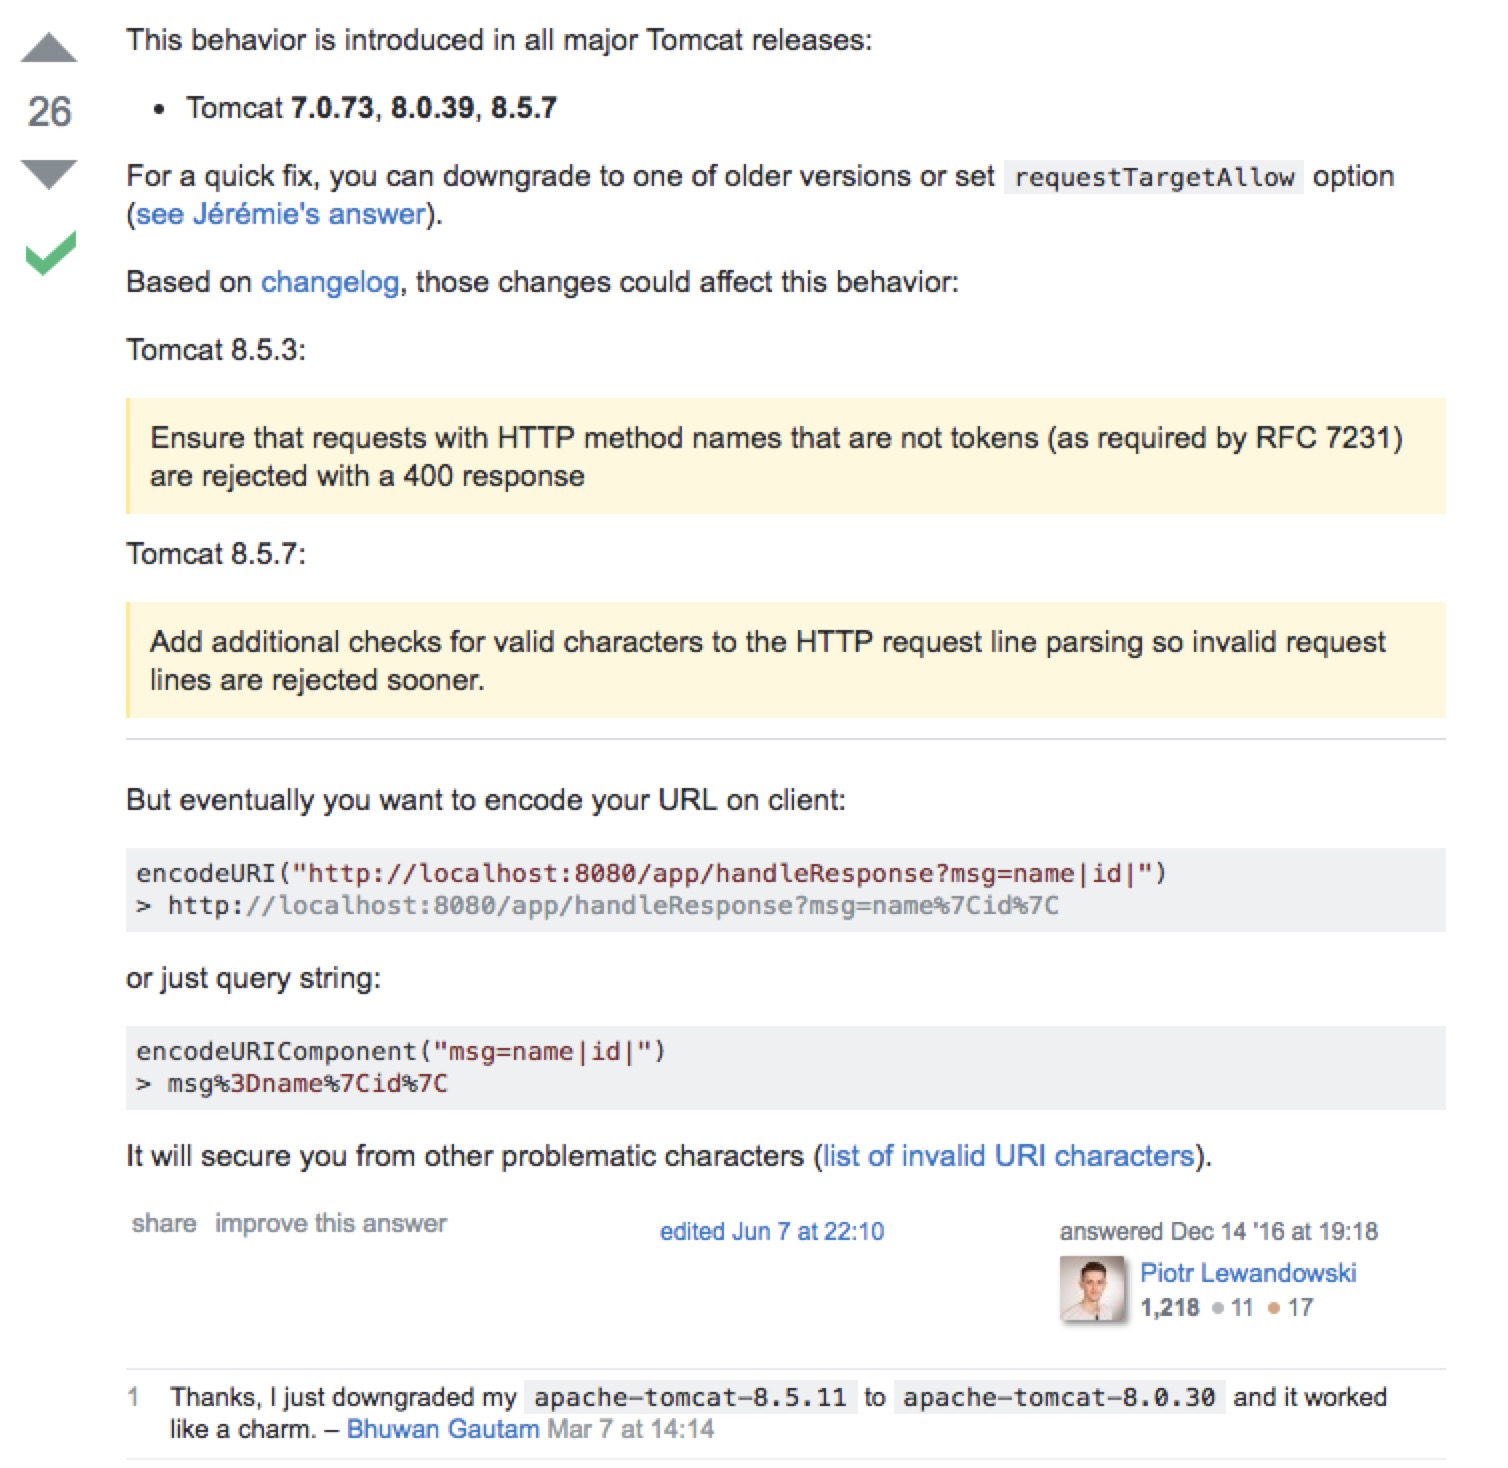 This behavior is introduced in all major Tomcat releases:
26
• Tomcat 7.0.73, 8.0.39, 8.5.7
For a quick fix, you can downgrade to one of older versions or set requestTargetAllow option
(see Jérémie's answer).
Based on changelog, those changes could affect this behavior:
Tomcat 8.5.3:
Ensure that requests with HTTP method names that are not tokens (as required by RFC 7231)
are rejected with a 400 response
Tomcat 8.5.7:
Add additional checks for valid characters to the HTTP request line parsing so invalid request
lines are rejected sooner.
But eventually you want to encode your URL on client:
encodeURI("http://localhost:8080/app/handleResponse?msg=name|id|")
> http://localhost:8080/app/handleResponse?msg=name%7Cid%7C
or just query string:
encodeURIComponent("msg=name|id|")
> msg%3Dname%7Cid%7C
It will secure you from other problematic characters (list of invalid URI characters).
share improve this answer
edited Jun 7 at 22:10
answered Dec 14 '16 at 19:18
Piotr Lewandowski
1,218 ● 11 ● 17
1 Thanks, I just downgraded my apache-tomcat-8.5.11 to apache-tomcat-8.0.30 and it worked
like a charm. – Bhuwan Gautam Mar 7 at 14:14